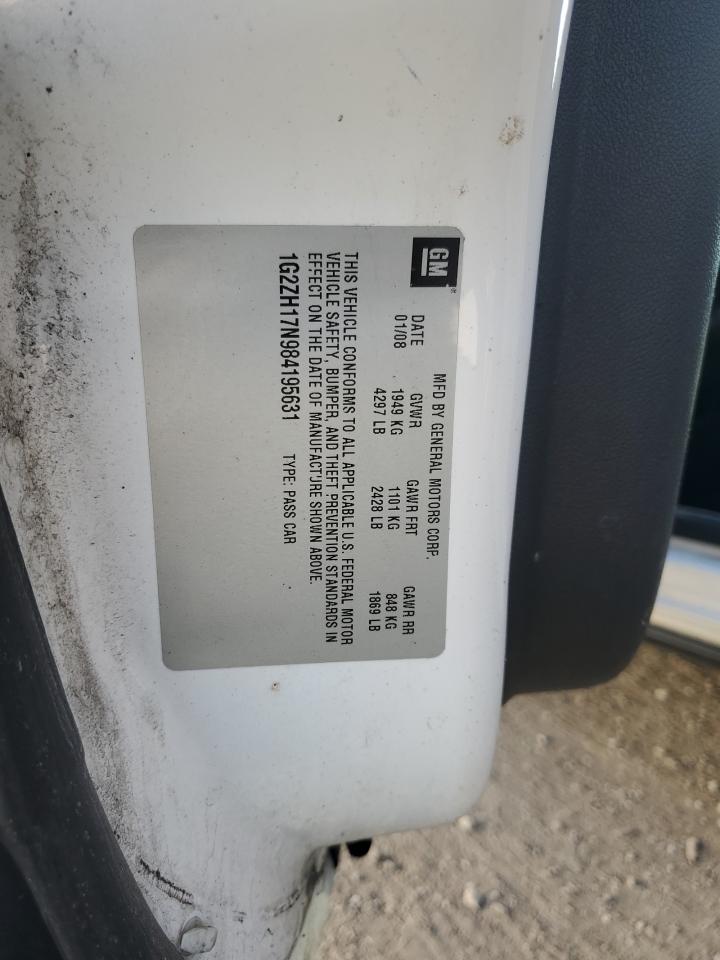 GM®
MFD BY GENERAL MOTORS CORP.
DATE GVWR GAWR FRT GAWR RR
01/08 1949 KG 1101 KG 848 KG
4297 LB 2428 LB 1869 LB
THIS VEHICLE CONFORMS TO ALL APPLICABLE U.S. FEDERAL MOTOR
VEHICLE SAFETY, BUMPER, AND THEFT PREVENTION STANDARDS IN
EFFECT ON THE DATE OF MANUFACTURE SHOWN ABOVE.
1G2ZH17N984195631 TYPE: PASS CAR